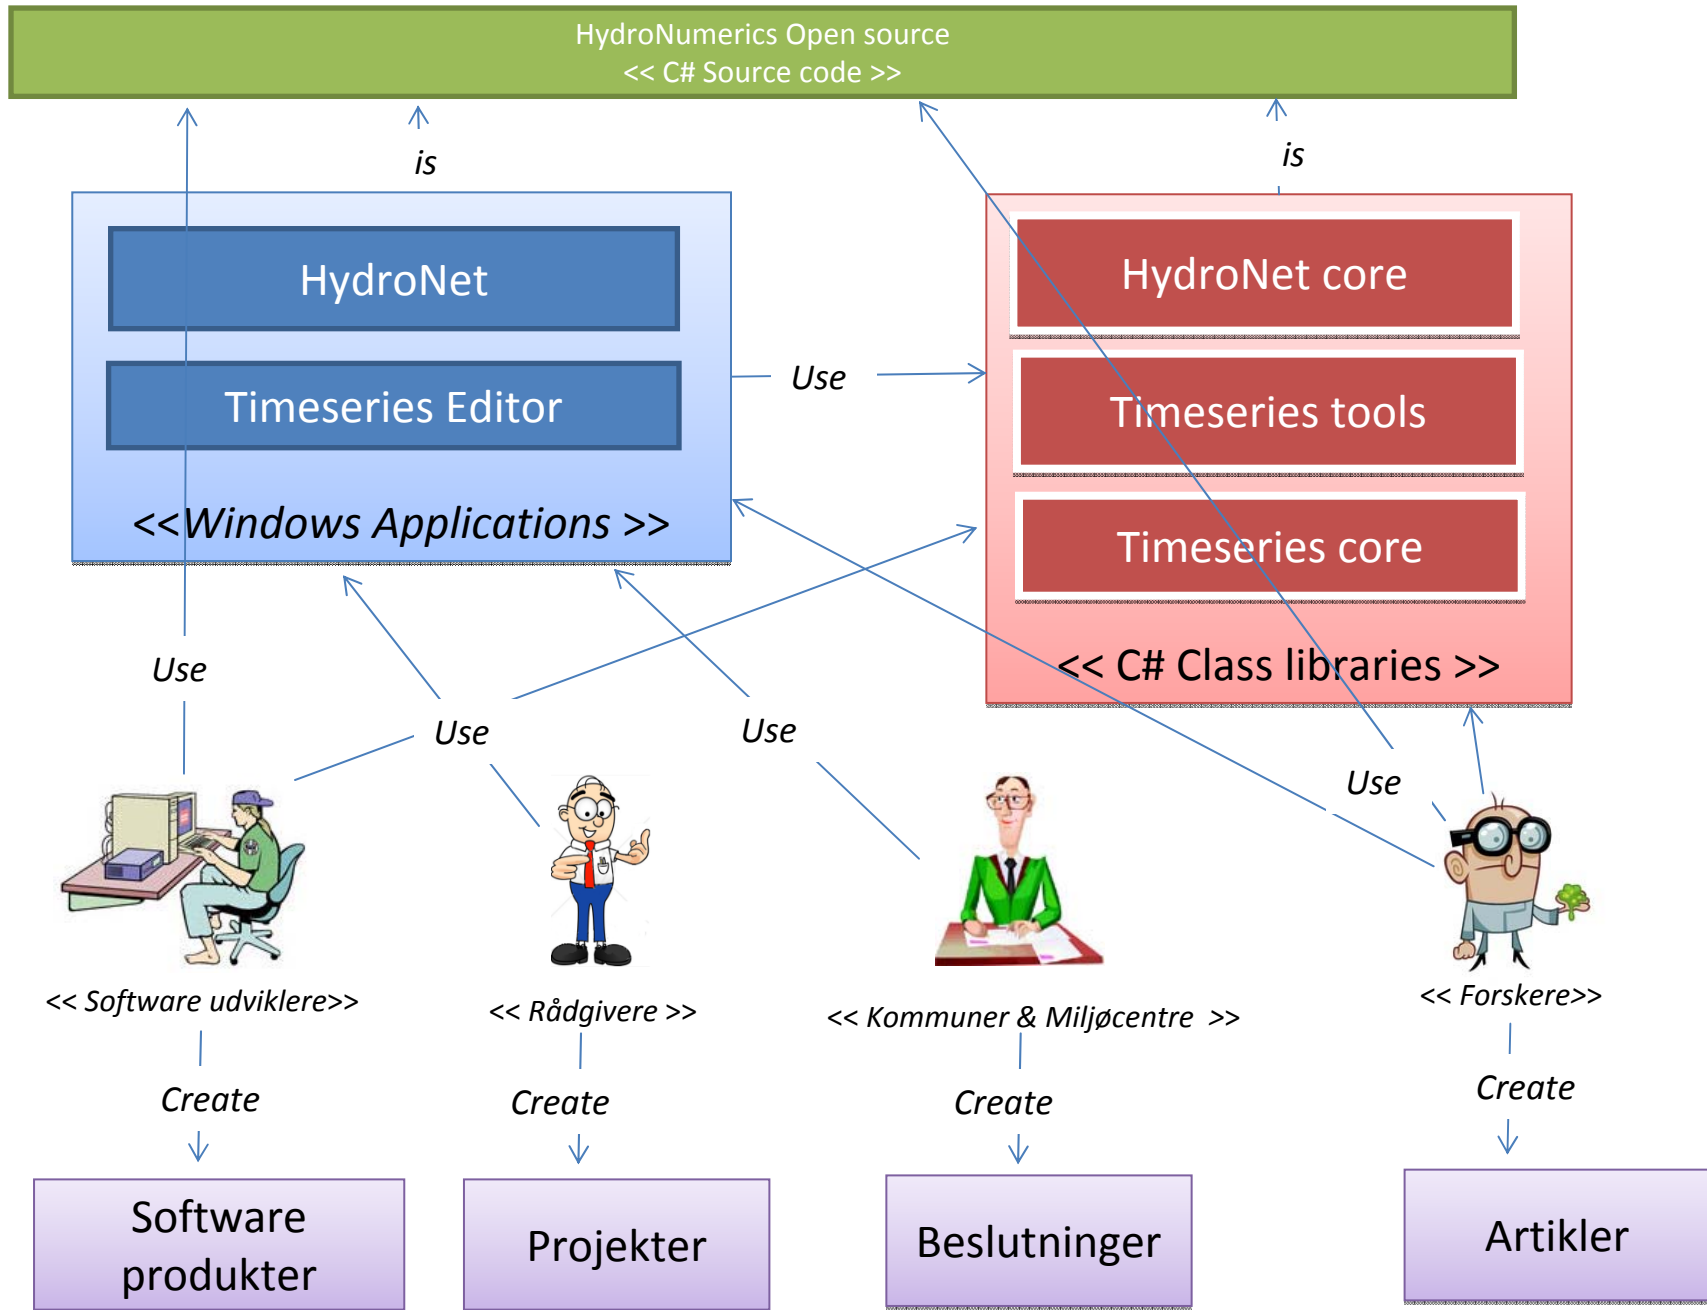 HydroNumerics Open source
<< C# Source code >>
is
is
HydroNet
Timeseries Editor
<<Windows Applications >>
Use
HydroNet core
Timeseries tools
Timeseries core
<< C# Class libraries >>
Use
Use
Use
Use
<< Software udviklere>>
<< Rådgivere >>
<< Kommuner & Miljøcentre >>
<< Forskere>>
Create
Create
Create
Create
Software
produkter
Projekter
Beslutninger
Artikler